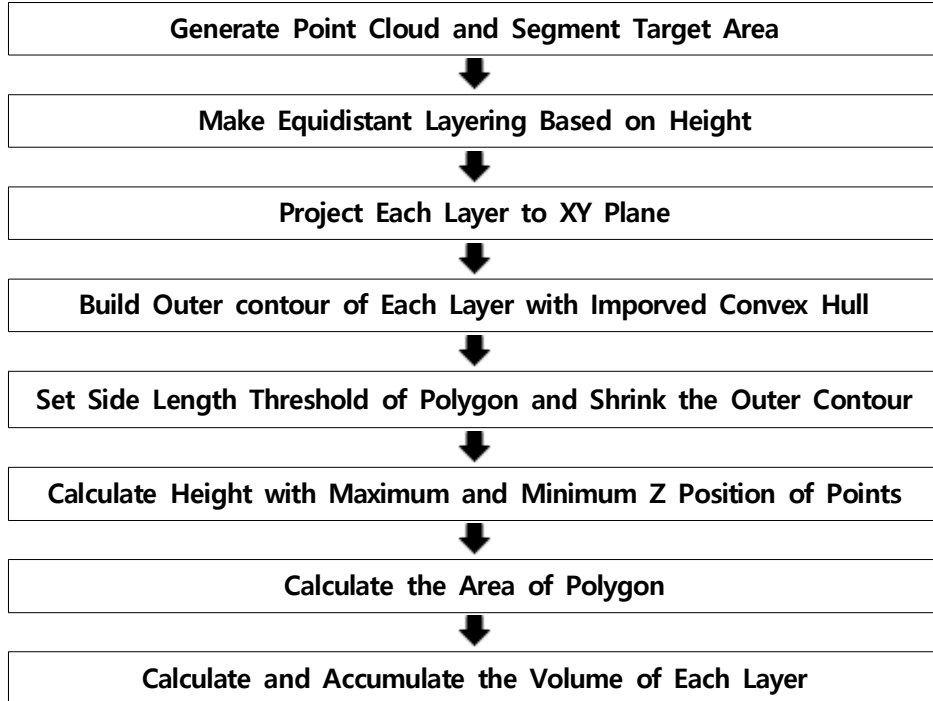 Generate Point Cloud and Segment Target Area
Make Equidistant Layering Based on Height
Project Each Layer to XY Plane
Build Outer contour of Each Layer with Imporved Convex Hull
Set Side Length Threshold of Polygon and Shrink the Outer Contour
Calculate Height with Maximum and Minimum Z Position of Points
Calculate the Area of Polygon
Calculate and Accumulate the Volume of Each Layer